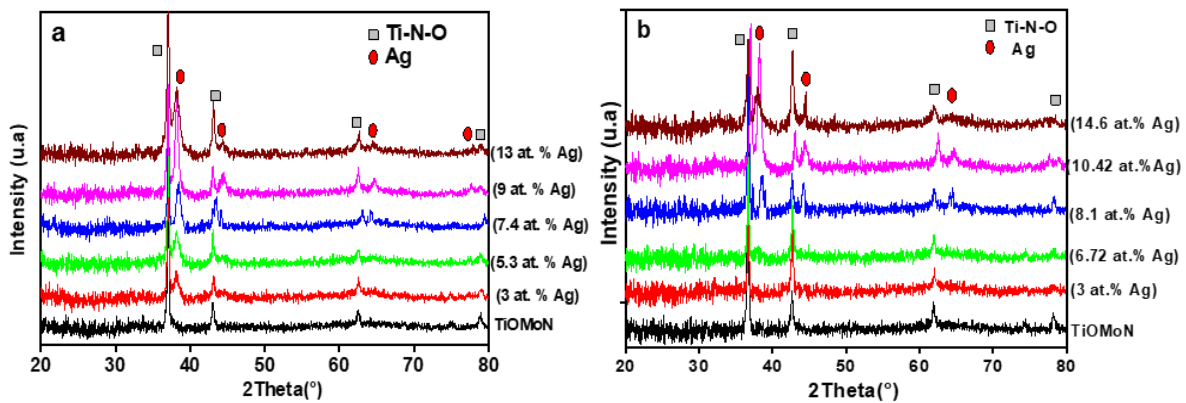 a
Ti-N-O
Ag
(13 at. % Ag)
(9 at. % Ag)
(7.4 at. % Ag)
(5.3 at. % Ag)
(3 at. % Ag)
TiOMoN
Intensity (u.a)
20 30 40 50 60 70 80
2Theta(°)
b
Ti-N-O
Ag
(14.6 at.% Ag)
(10.42 at.%Ag)
(8.1 at.% Ag)
(6.72 at.% Ag)
(3 at.% Ag)
TiOMoN
Intensity (u.a)
20 30 40 50 60 70 80
2Theta(°)